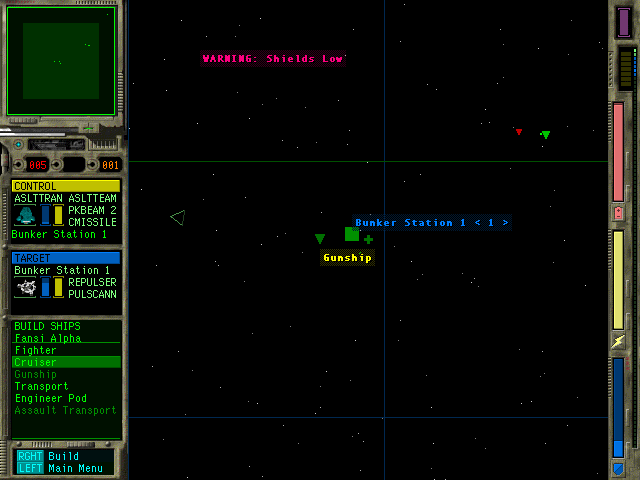 WARNING: Shields Low
005 001
CONTROL
ASLTTRAN ASLTTEAM
PKBEAM 2
CMISSILE
Bunker Station 1
Bunker Station 1 < 1 >
Gunship
TARGET
Bunker Station 1
REPULSER
PULSCANN
BUILD SHIPS
Fansi Alpha
Fighter
Cruiser
Gunship
Transport
Engineer Pod
Assault Transport
RGHT Build
LEFT Main Menu